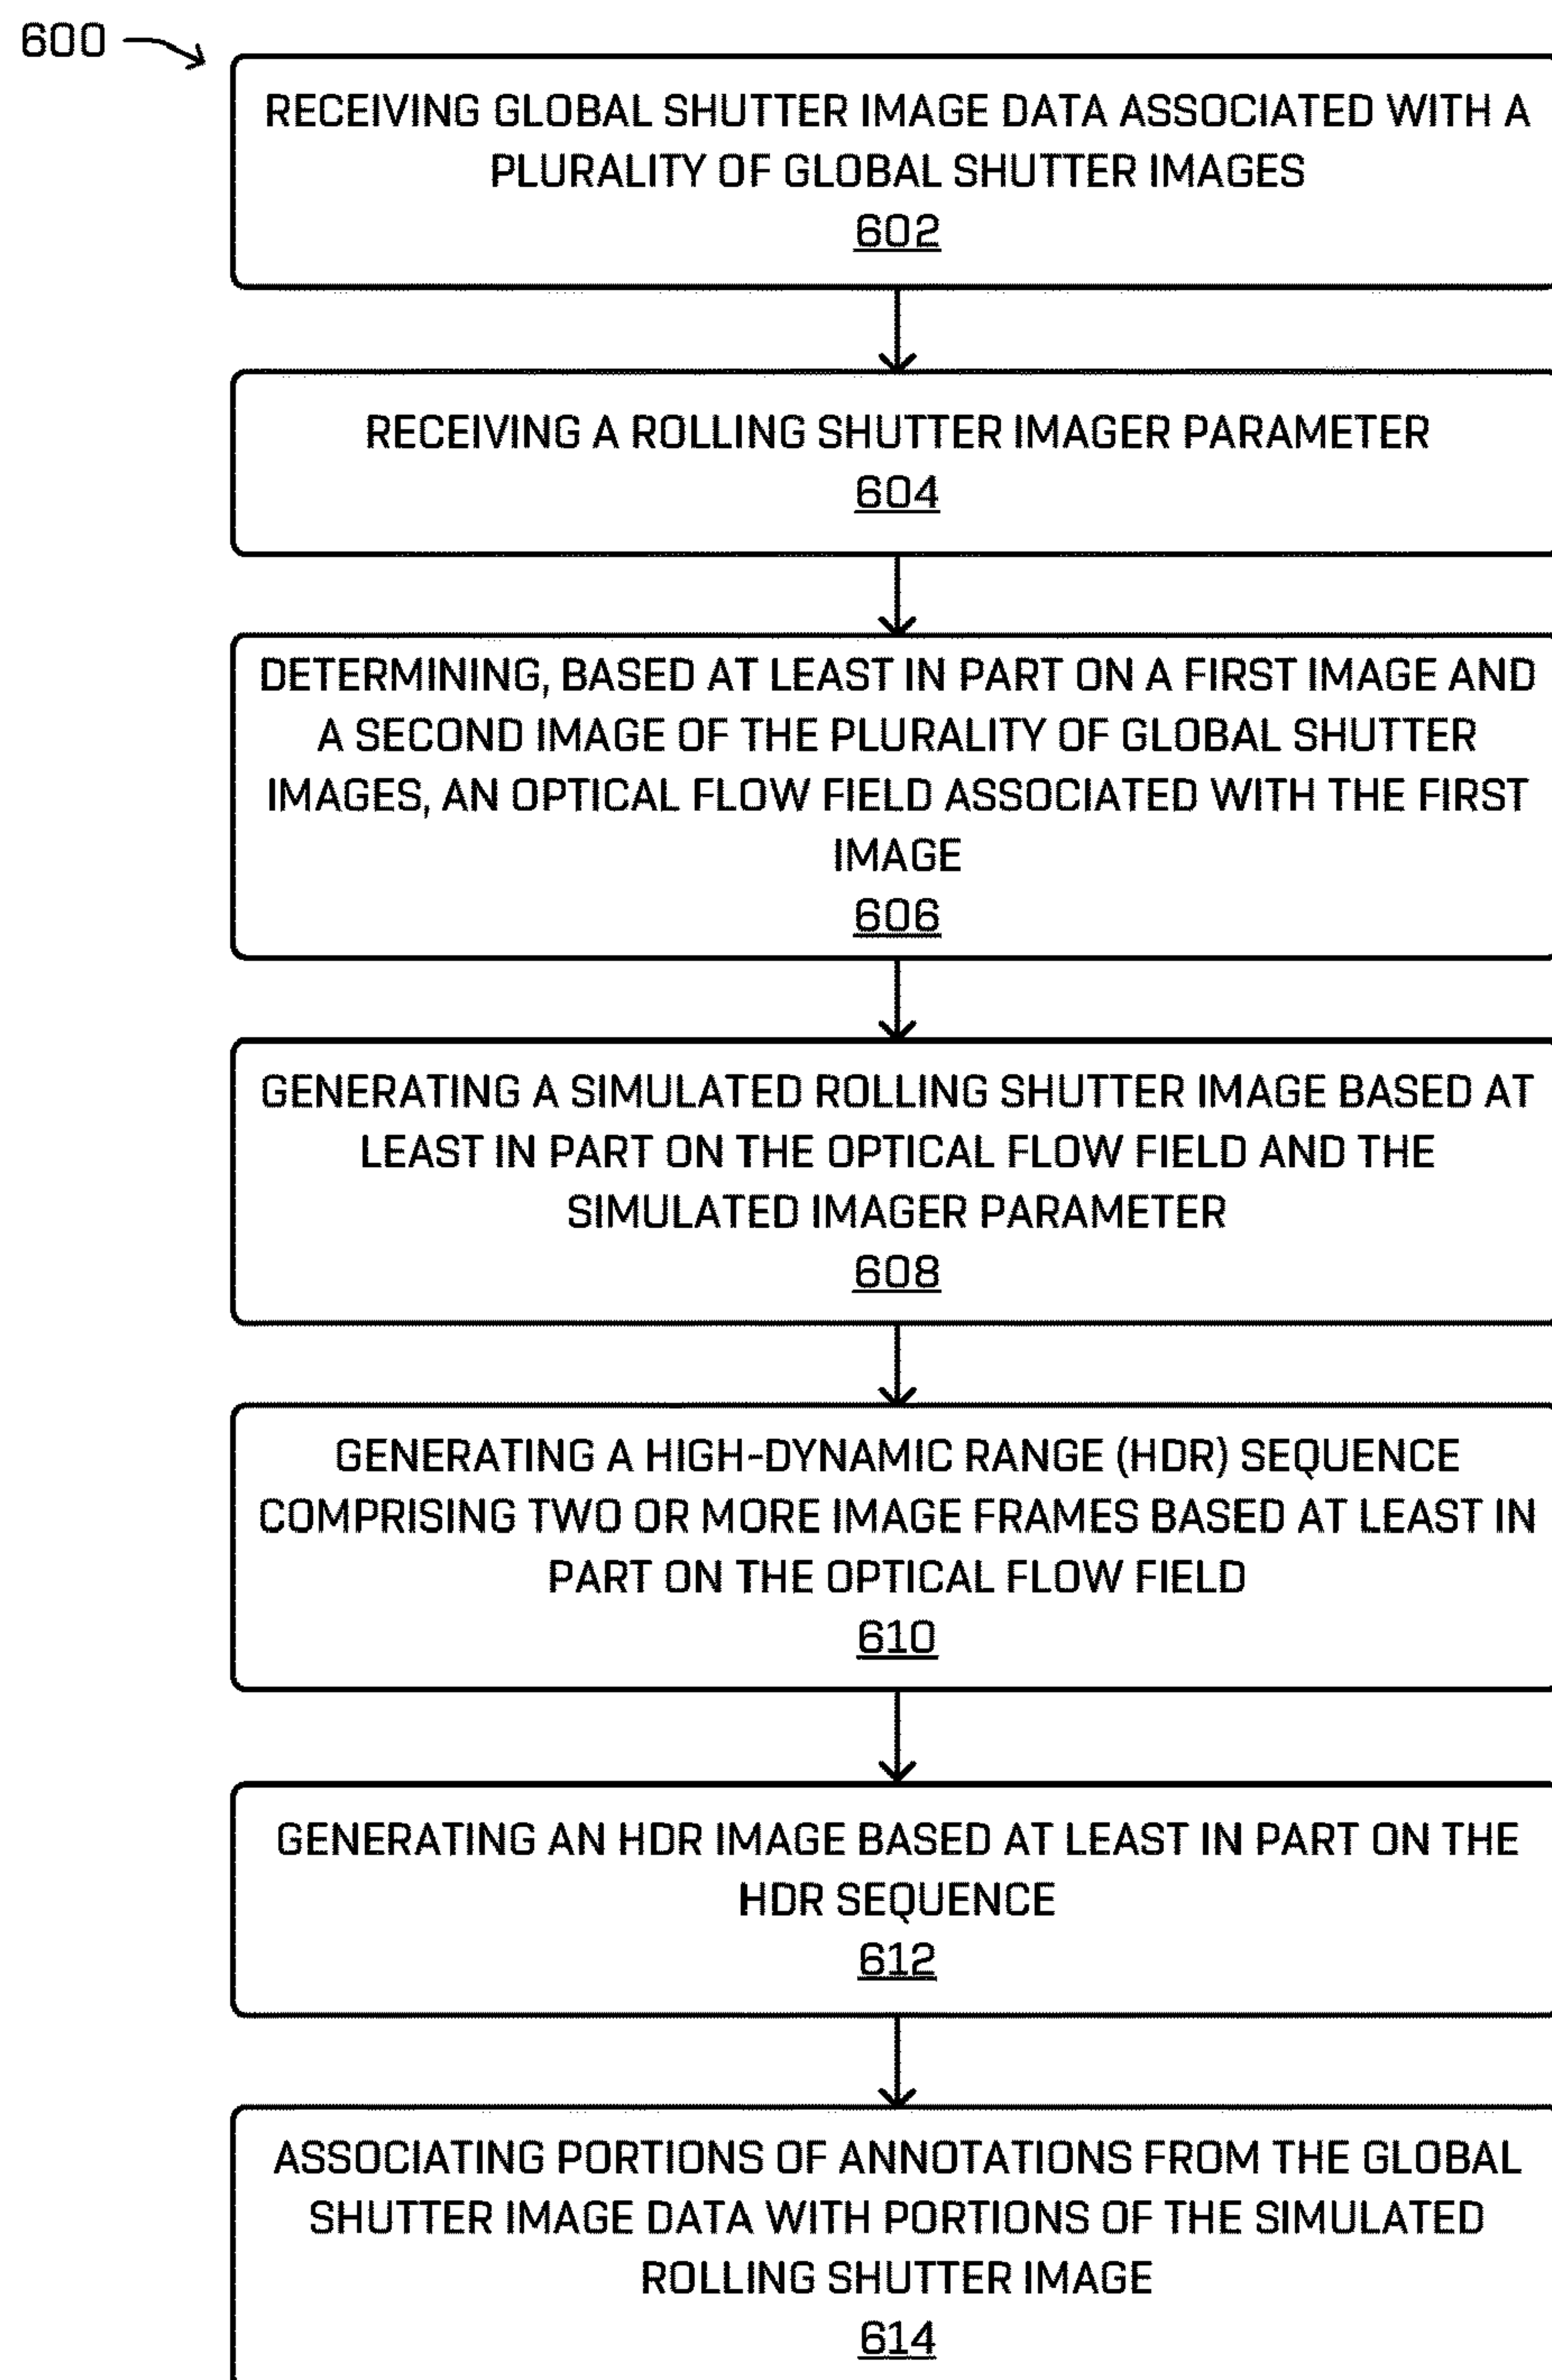 600
RECEIVING GLOBAL SHUTTER IMAGE DATA ASSOCIATED WITH A
PLURALITY OF GLOBAL SHUTTER IMAGES
602
RECEIVING A ROLLING SHUTTER IMAGER PARAMETER
604
DETERMINING, BASED AT LEAST IN PART ON A FIRST IMAGE AND
A SECOND IMAGE OF THE PLURALITY OF GLOBAL SHUTTER
IMAGES, AN OPTICAL FLOW FIELD ASSOCIATED WITH THE FIRST
IMAGE
606
GENERATING A SIMULATED ROLLING SHUTTER IMAGE BASED AT
LEAST IN PART ON THE OPTICAL FLOW FIELD AND THE
SIMULATED IMAGER PARAMETER
608
GENERATING A HIGH-DYNAMIC RANGE (HDR) SEQUENCE
COMPRISING TWO OR MORE IMAGE FRAMES BASED AT LEAST IN
PART ON THE OPTICAL FLOW FIELD
610
GENERATING AN HDR IMAGE BASED AT LEAST IN PART ON THE
HDR SEQUENCE
612
ASSOCIATING PORTIONS OF ANNOTATIONS FROM THE GLOBAL
SHUTTER IMAGE DATA WITH PORTIONS OF THE SIMULATED
ROLLING SHUTTER IMAGE
614